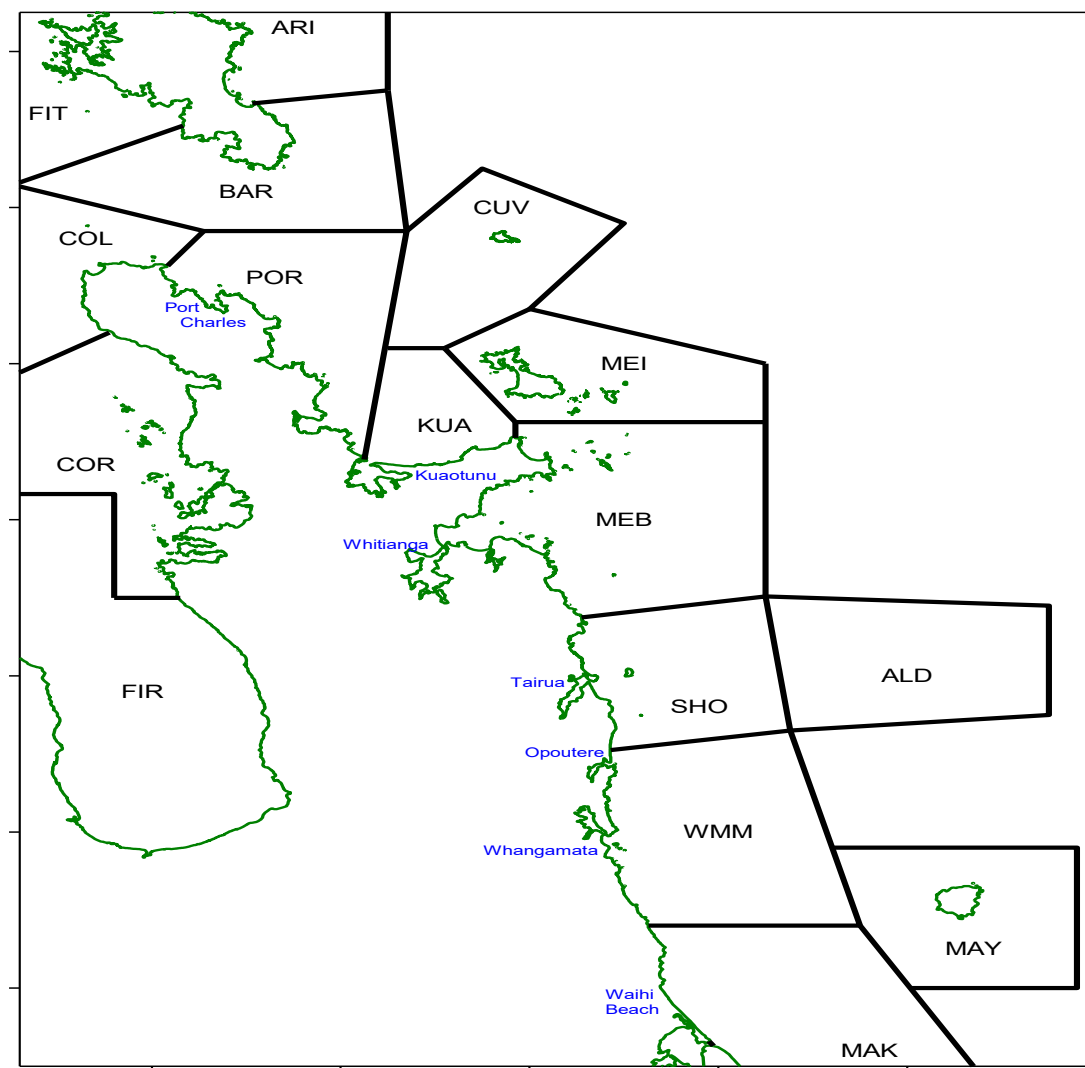 ARI
FIT
BAR
CUV
COL
POR
Port
Charles
MEI
KUA
COR
Kuaotunu
MEB
Whitianga
ALD
Tairua
FIR
SHO
Opoutere
WMM
Whangamata
MAY
Waihi
Beach
MAK